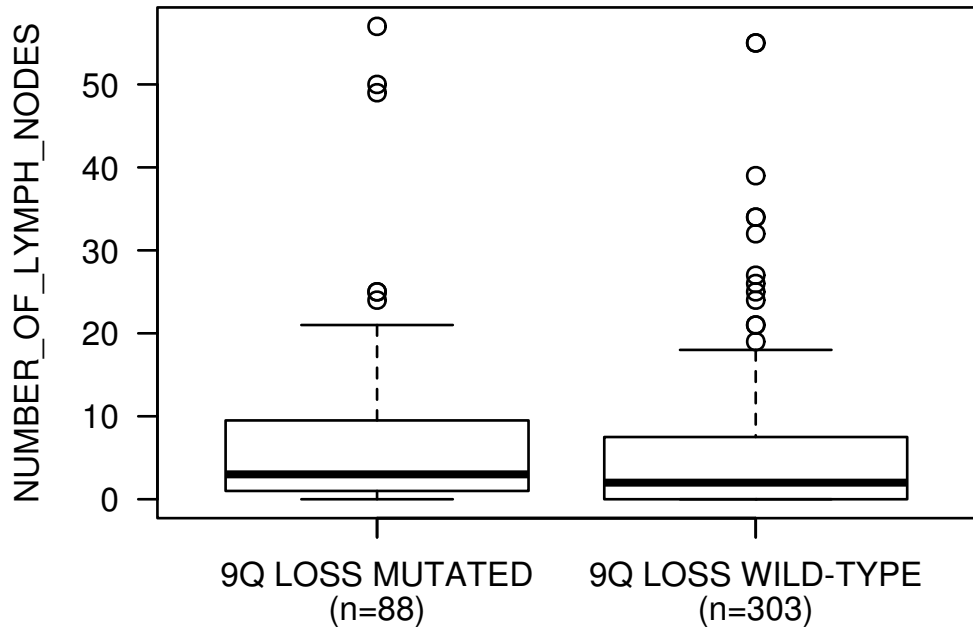 NUMBER_OF_LYMPH_NODES
50
40
30
20
10
0
9Q LOSS MUTATED
(n=88)
9Q LOSS WILD-TYPE
(n=303)